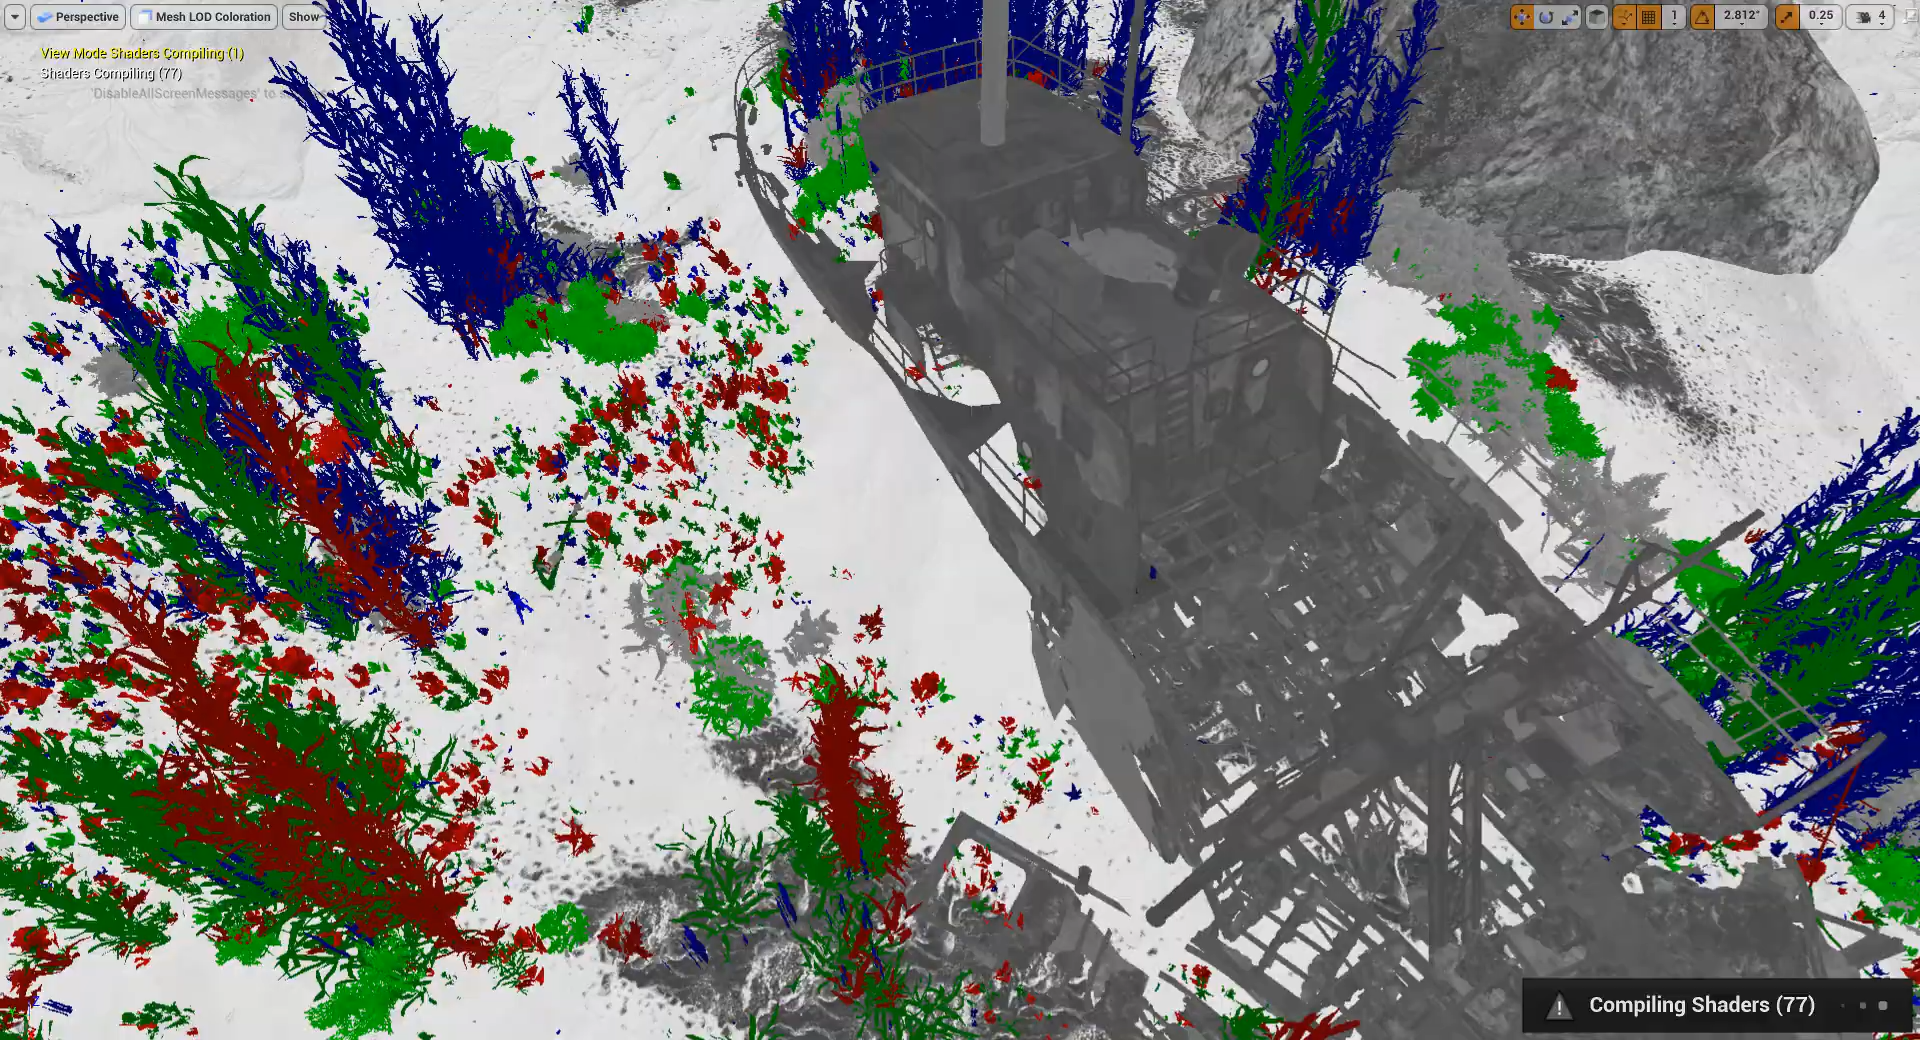 Perspective
Mesh LOD Coloration
Show
1
2.812°
0.25
4
View Mode Shaders Compiling (1)
Shaders Compiling (77)
'DisableAllScreenMessages' to
Compiling Shaders (77)